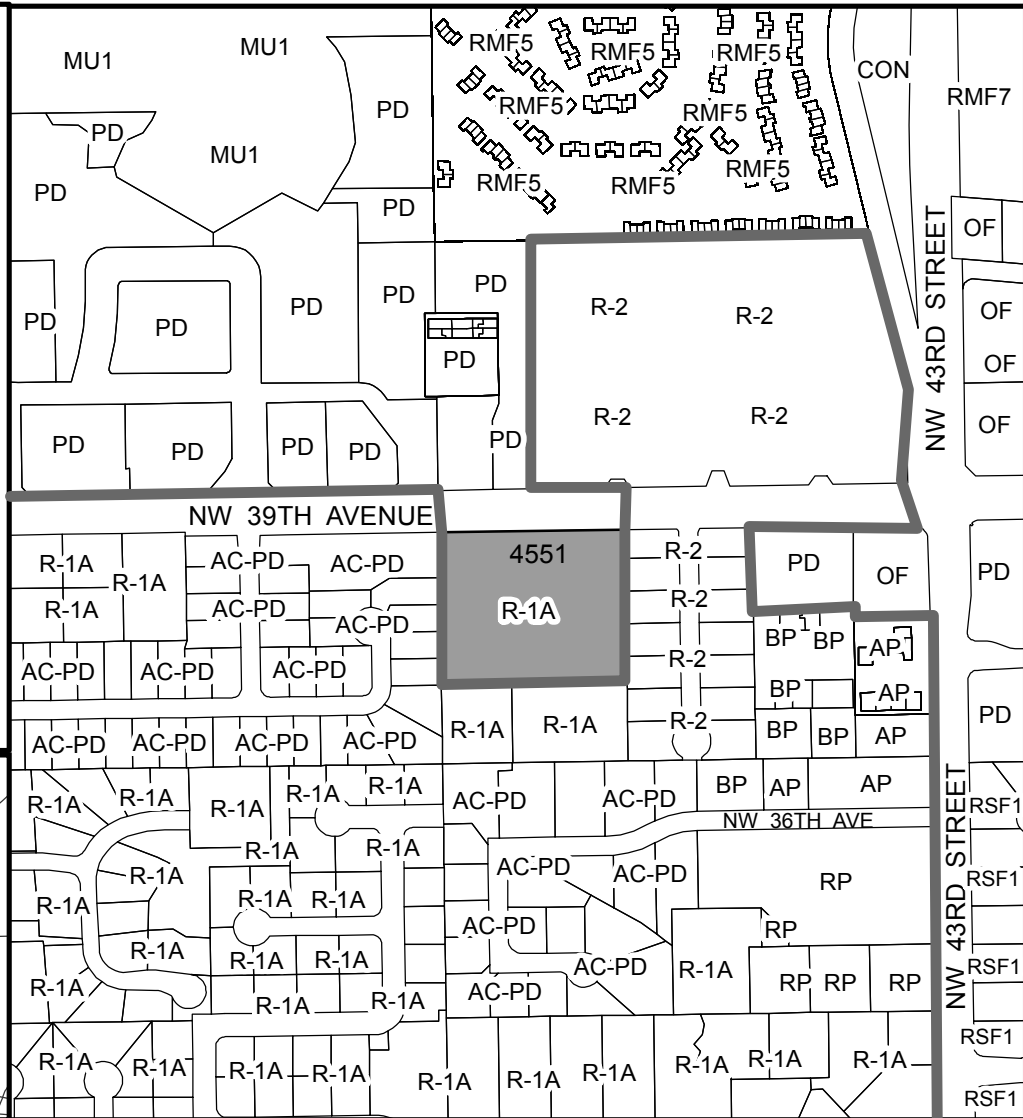 MU1
MU1
RMF5
RMF5
RMF5
CON
RMF7
PD
PD
MU1
RMF5
RMF5
PD
PD
RMF5
RMF5
RMF5
OF
NW 43RD STREET
PD
PD
PD
PD
PD
PD
R-2
R-2
OF
PD
OF
PD
PD
PD
PD
PD
R-2
R-2
OF
NW 39TH AVENUE
4551
R-1A
R-1A
R-1A
R-1A
AC-PD
AC-PD
AC-PD
AC-PD
R-2
R-2
R-2
R-2
PD
OF
PD
BP
BP
AP
AC-PD
AC-PD
AC-PD
BP
AP
PD
AC-PD
AC-PD
AC-PD
AC-PD
R-1A
R-1A
BP
BP
AP
R-1A
R-1A
R-1A
R-1A
R-1A
AC-PD
AC-PD
BP
AP
AP
RSF1
NW 36TH AVE
NW 43RD STREET
R-1A
R-1A
R-1A
R-1A
R-1A
R-1A
AC-PD
AC-PD
RP
RSF1
R-1A
R-1A
R-1A
AC-PD
RP
R-1A
R-1A
R-1A
R-1A
AC-PD
AC-PD
R-1A
RP
RP
RP
RSF1
R-1A
R-1A
R-1A
R-1A
R-1A
R-1A
R-1A
R-1A
R-1A
R-1A
R-1A
RSF1
RSF1